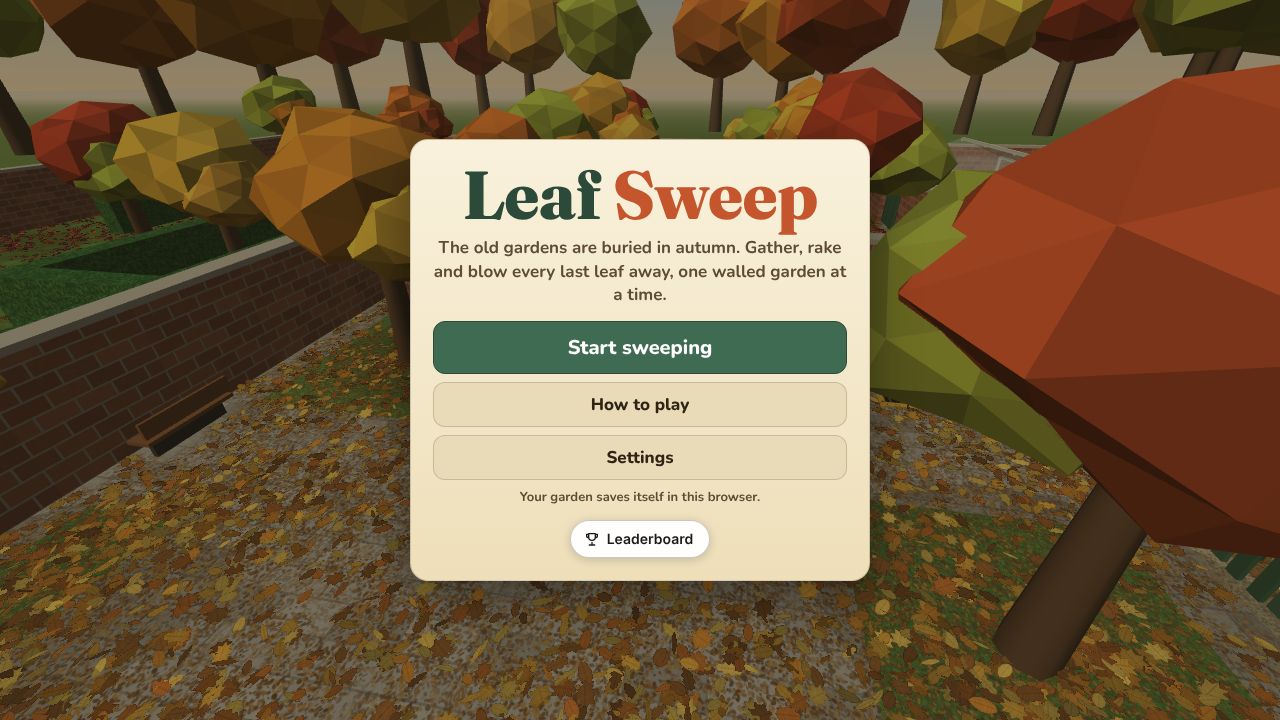 Leaf Sweep
The old gardens are buried in autumn. Gather, rake
and blow every last leaf away, one walled garden at
a time.
Start sweeping
How to play
Settings
Your garden saves itself in this browser.
Leaderboard